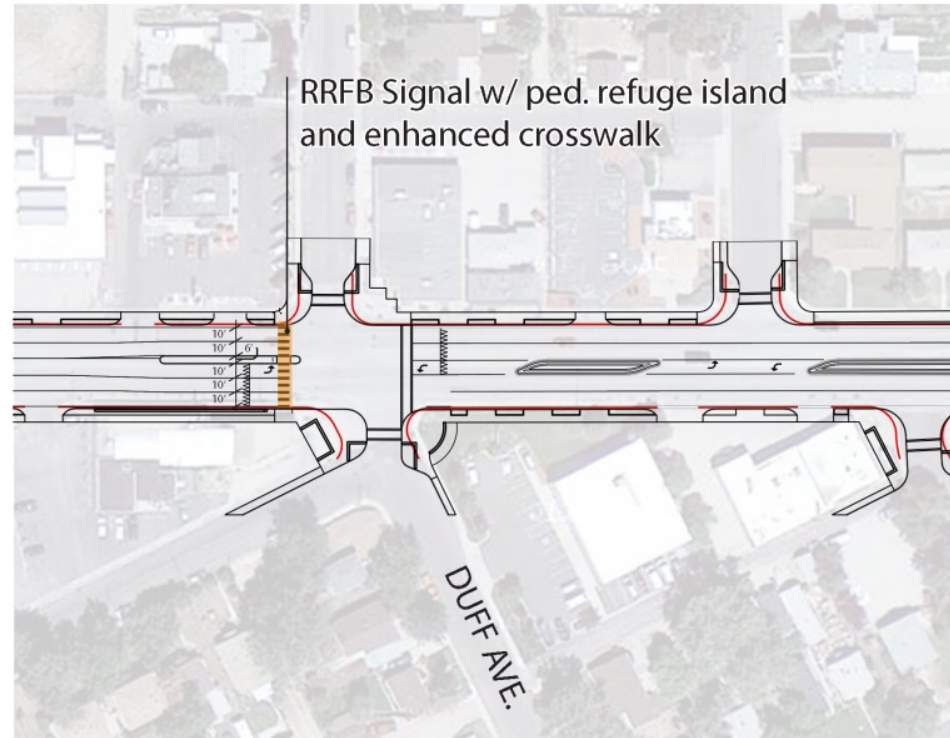 RRFB Signal w/ ped. refuge island
and enhanced crosswalk
10'
10'
6'
10'
10'
10'
DUFF AVE.